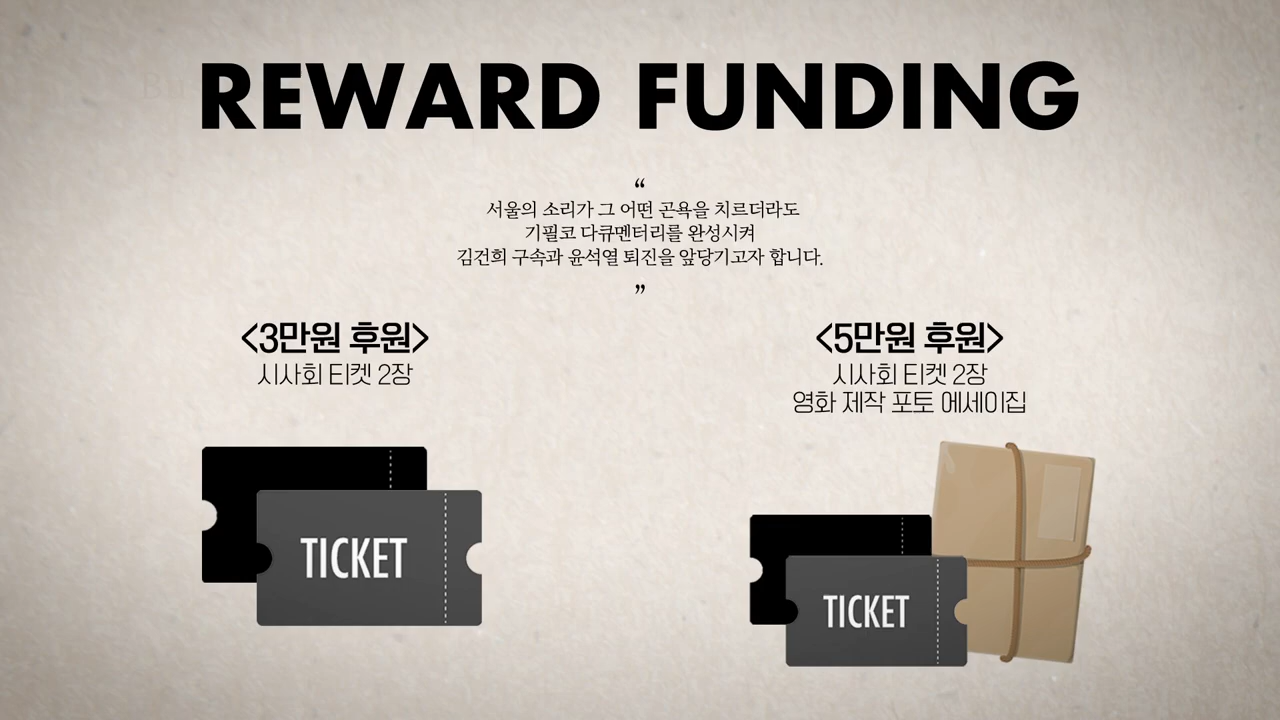 REWARD FUNDING
“
서울의 소리가 그 어떤 곤욕을 치르더라도
기필코 다큐멘터리를 완성시켜
김건희 구속과 윤석열 퇴진을 앞당기고자 합니다.
”
<3만원 후원>
시사회 티켓 2장
<5만원 후원>
시사회 티켓 2장
영화 제작 포토 에세이집
TICKET
TICKET